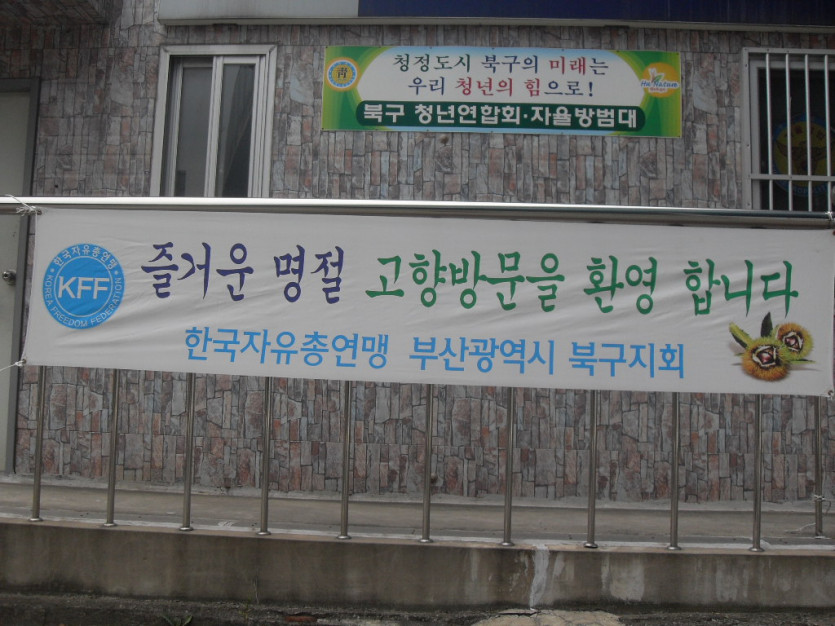 청정도시 북구의 미래는
우리 청년의 힘으로!
북구 청년연합회·자율방범대
즐거운 명절 고향방문을 환영 합니다
한국자유총연맹
KFF
KOREA FREEDOM FEDERATION
한국자유총연맹 부산광역시 북구지회